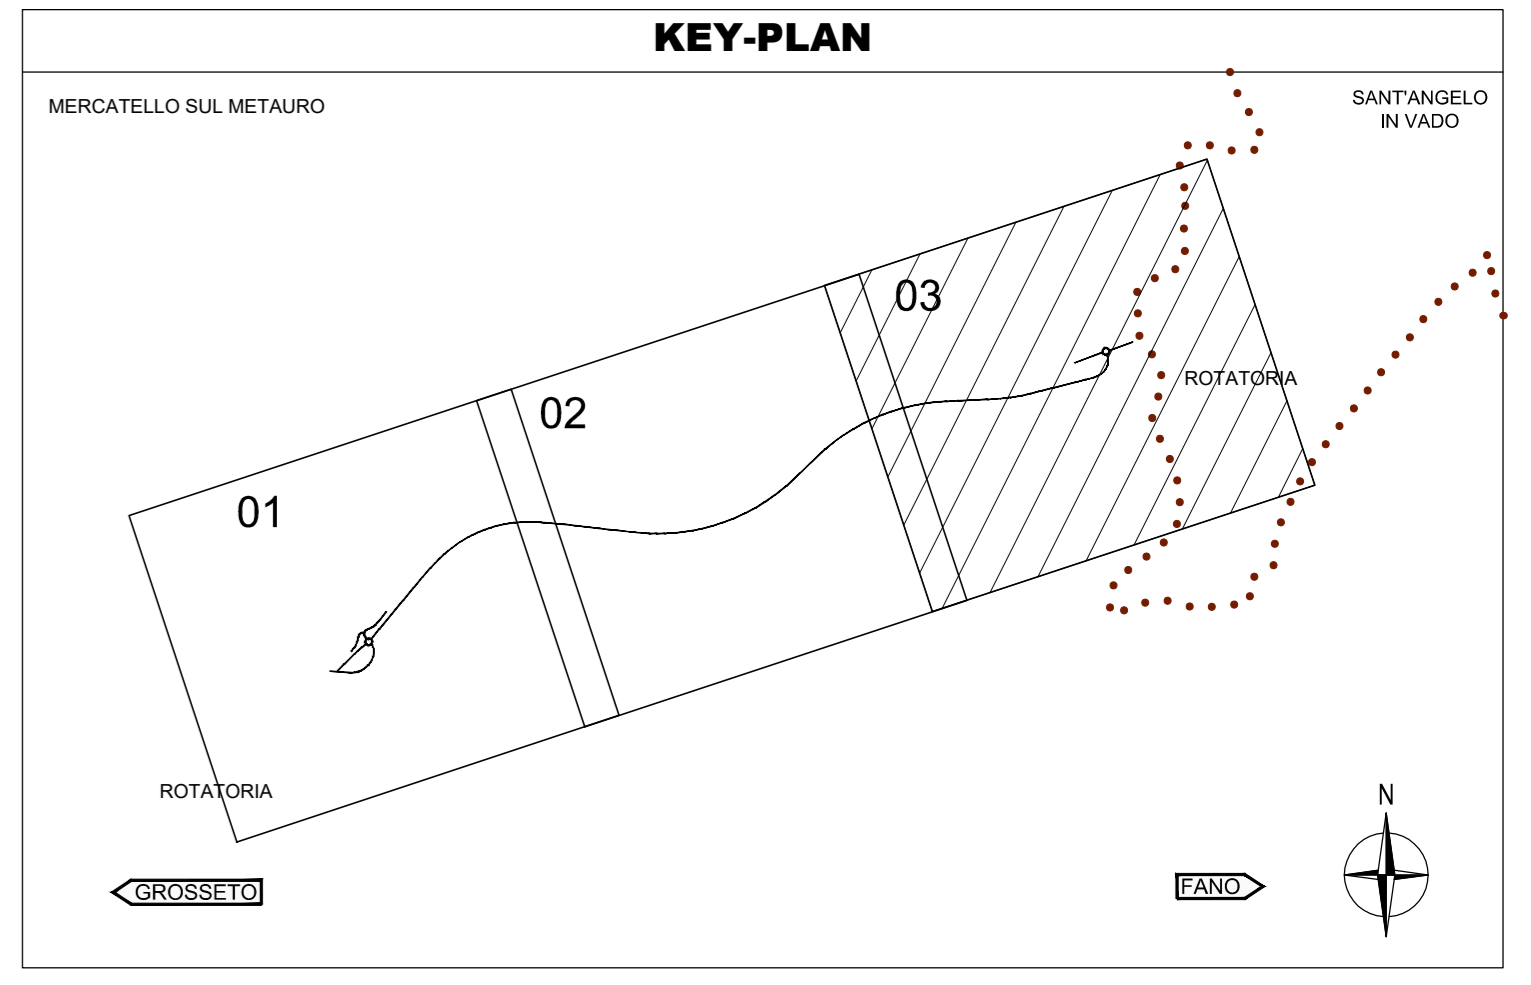 KEY-PLAN
MERCATELLO SUL METAURO
SANT'ANGELO
IN VADO
03
ROTATORIA
02
01
ROTATORIA
N
GROSSETO
FANO